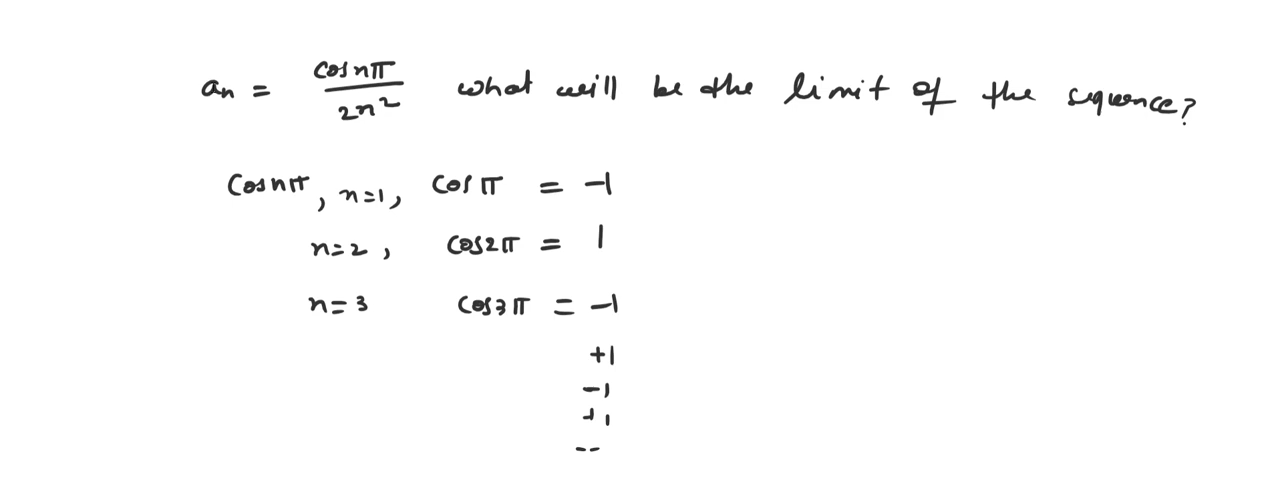 aₙ = cos nπ / 2n² what will be the limit of the sequence?
Cos nπ, n=1, cos π = -1
n=2, cos 2π = 1
n=3 cos 3π = -1
+1
-1
+1
--